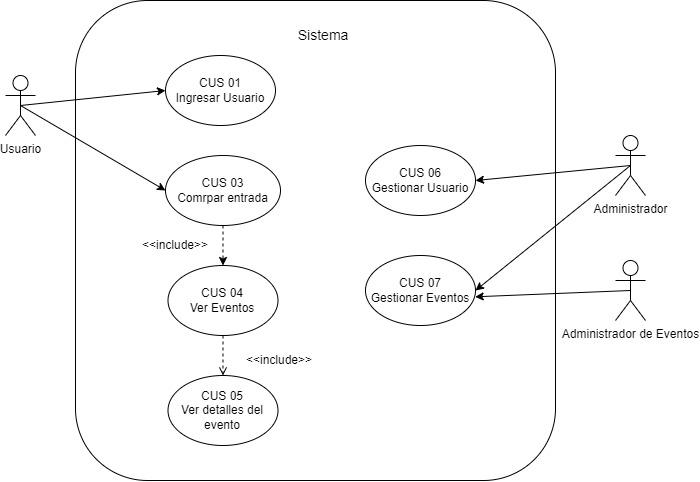 Sistema
CUS 01
Ingresar Usuario
Usuario
CUS 03
Comrpar entrada
<<include>>
CUS 04
Ver Eventos
<<include>>
CUS 05
Ver detalles del
evento
CUS 06
Gestionar Usuario
Administrador
CUS 07
Gestionar Eventos
Administrador de Eventos